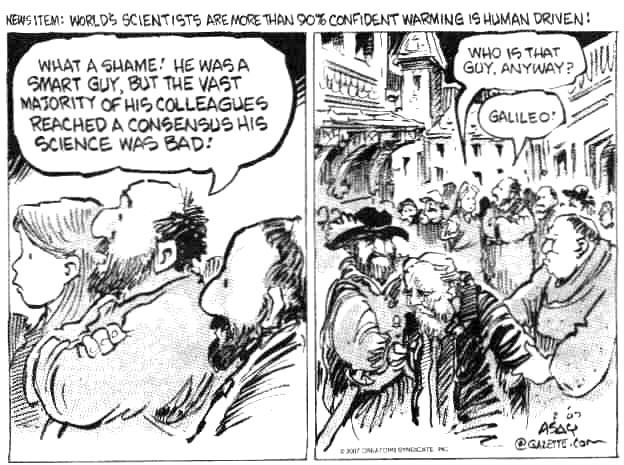 NEWS ITEM: WORLD'S SCIENTISTS ARE MORE THAN 90% CONFIDENT WARMING IS HUMAN DRIVEN!
WHAT A SHAME! HE WAS A
SMART GUY, BUT THE VAST
MAJORITY OF HIS COLLEAGUES
REACHED A CONSENSUS HIS
SCIENCE WAS BAD!
WHO IS THAT
GUY, ANYWAY?
GALILEO!
2 07
ASAY
@GAZETTE.COM
© 2007 CREATORS SYNDICATE, INC.